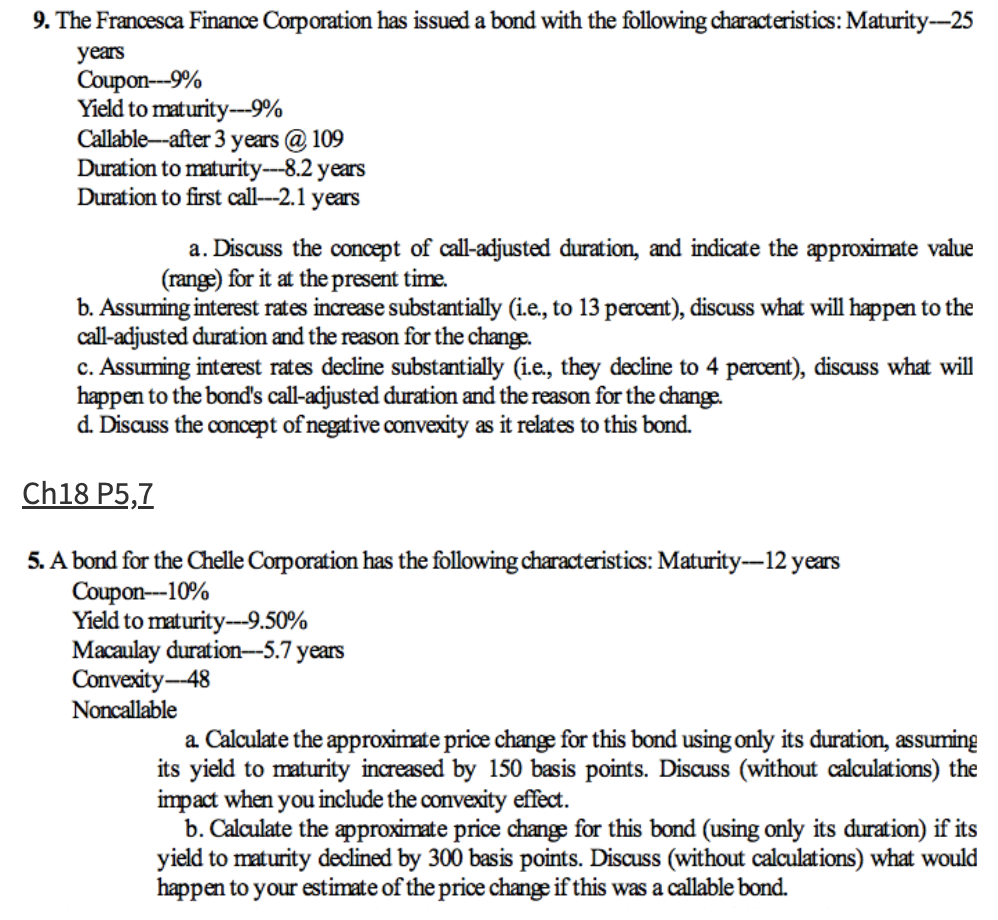 9. The Francesca Finance Corporation has issued a bond with the following characteristics: Maturity---25
years
Coupon---9%
Yield to maturity---9%
Callable---after 3 years @ 109
Duration to maturity---8.2 years
Duration to first call---2.1 years
a. Discuss the concept of call-adjusted duration, and indicate the approximate value
(range) for it at the present time.
b. Assuming interest rates increase substantially (i.e., to 13 percent), discuss what will happen to the
call-adjusted duration and the reason for the change.
c. Assuming interest rates decline substantially (i.e., they decline to 4 percent), discuss what will
happen to the bond's call-adjusted duration and the reason for the change.
d. Discuss the concept of negative convexity as it relates to this bond.
Ch18 P5,7
5. A bond for the Chelle Corporation has the following characteristics: Maturity---12 years
Coupon---10%
Yield to maturity---9.50%
Macaulay duration---5.7 years
Convexity---48
Noncallable
a. Calculate the approximate price change for this bond using only its duration, assuming
its yield to maturity increased by 150 basis points. Discuss (without calculations) the
impact when you include the convexity effect.
b. Calculate the approximate price change for this bond (using only its duration) if its
yield to maturity declined by 300 basis points. Discuss (without calculations) what would
happen to your estimate of the price change if this was a callable bond.